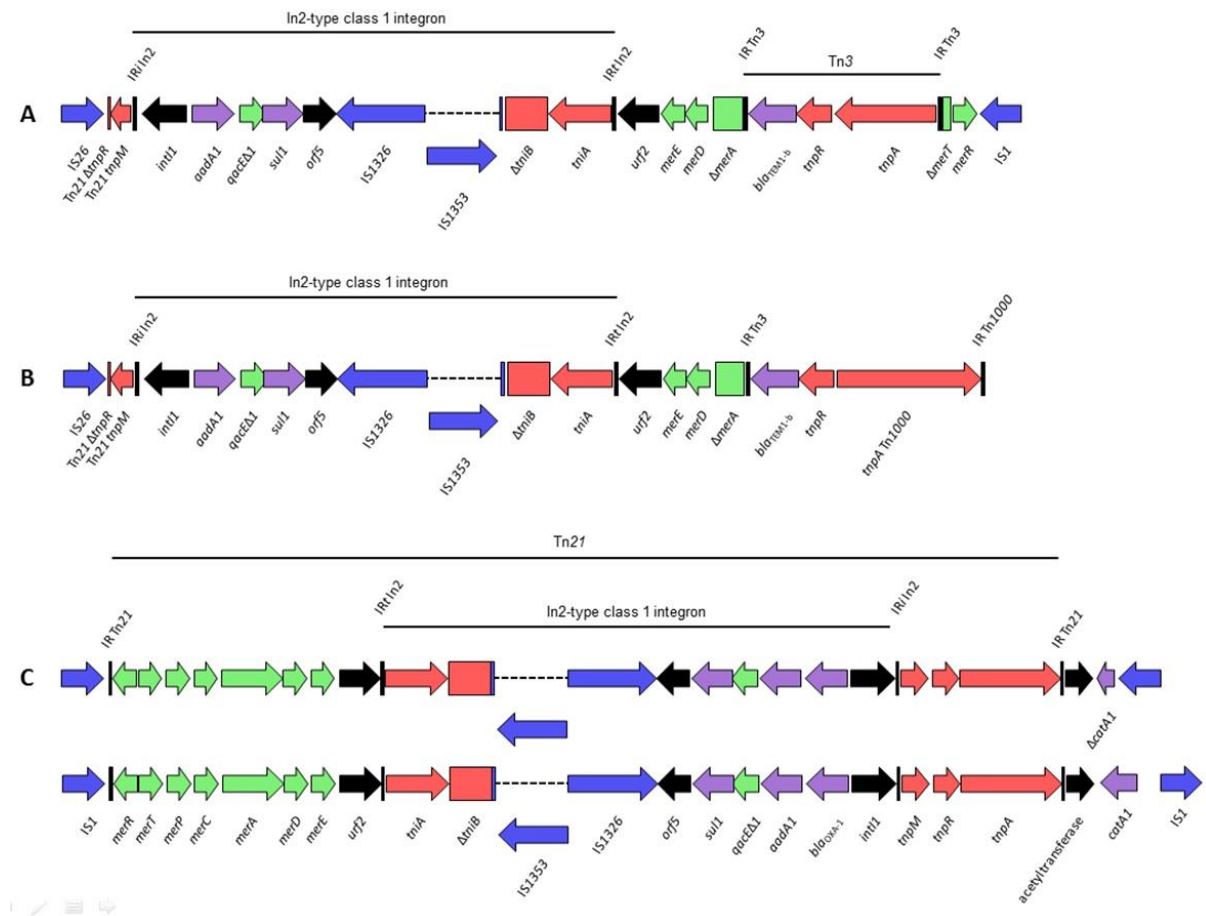 In2-type class 1 integron
IRi In2
IRt In2
IR Tn3
IR Tn3
Tn3
A
IS26
Tn21 ΔtnpR
Tn21 tnpM
intI1
aadA1
qacEΔ1
sul1
orf5
IS1326
IS1353
ΔtniB
tniA
urf2
merE
merD
ΔmerA
blaTEM1-b
tnpR
tnpA
ΔmerT
merR
IS1
In2-type class 1 integron
IRi In2
IRt In2
IR Tn3
IR Tn1000
B
IS26
Tn21 ΔtnpR
Tn21 tnpM
intI1
aadA1
qacEΔ1
sul1
orf5
IS1326
IS1353
ΔtniB
tniA
urf2
merE
merD
ΔmerA
blaTEM1-b
tnpR
tnpA Tn1000
Tn21
IR Tn21
IRt In2
In2-type class 1 integron
IRi In2
IR Tn21
C
ΔcatA1
IS1
merR
merT
merP
merC
merA
merD
merE
urf2
tniA
ΔtniB
IS1353
IS1326
orf5
sul1
qacEΔ1
aadA1
blaOXA-1
intI1
tnpM
tnpR
tnpA
acetyltransferase
catA1
IS1